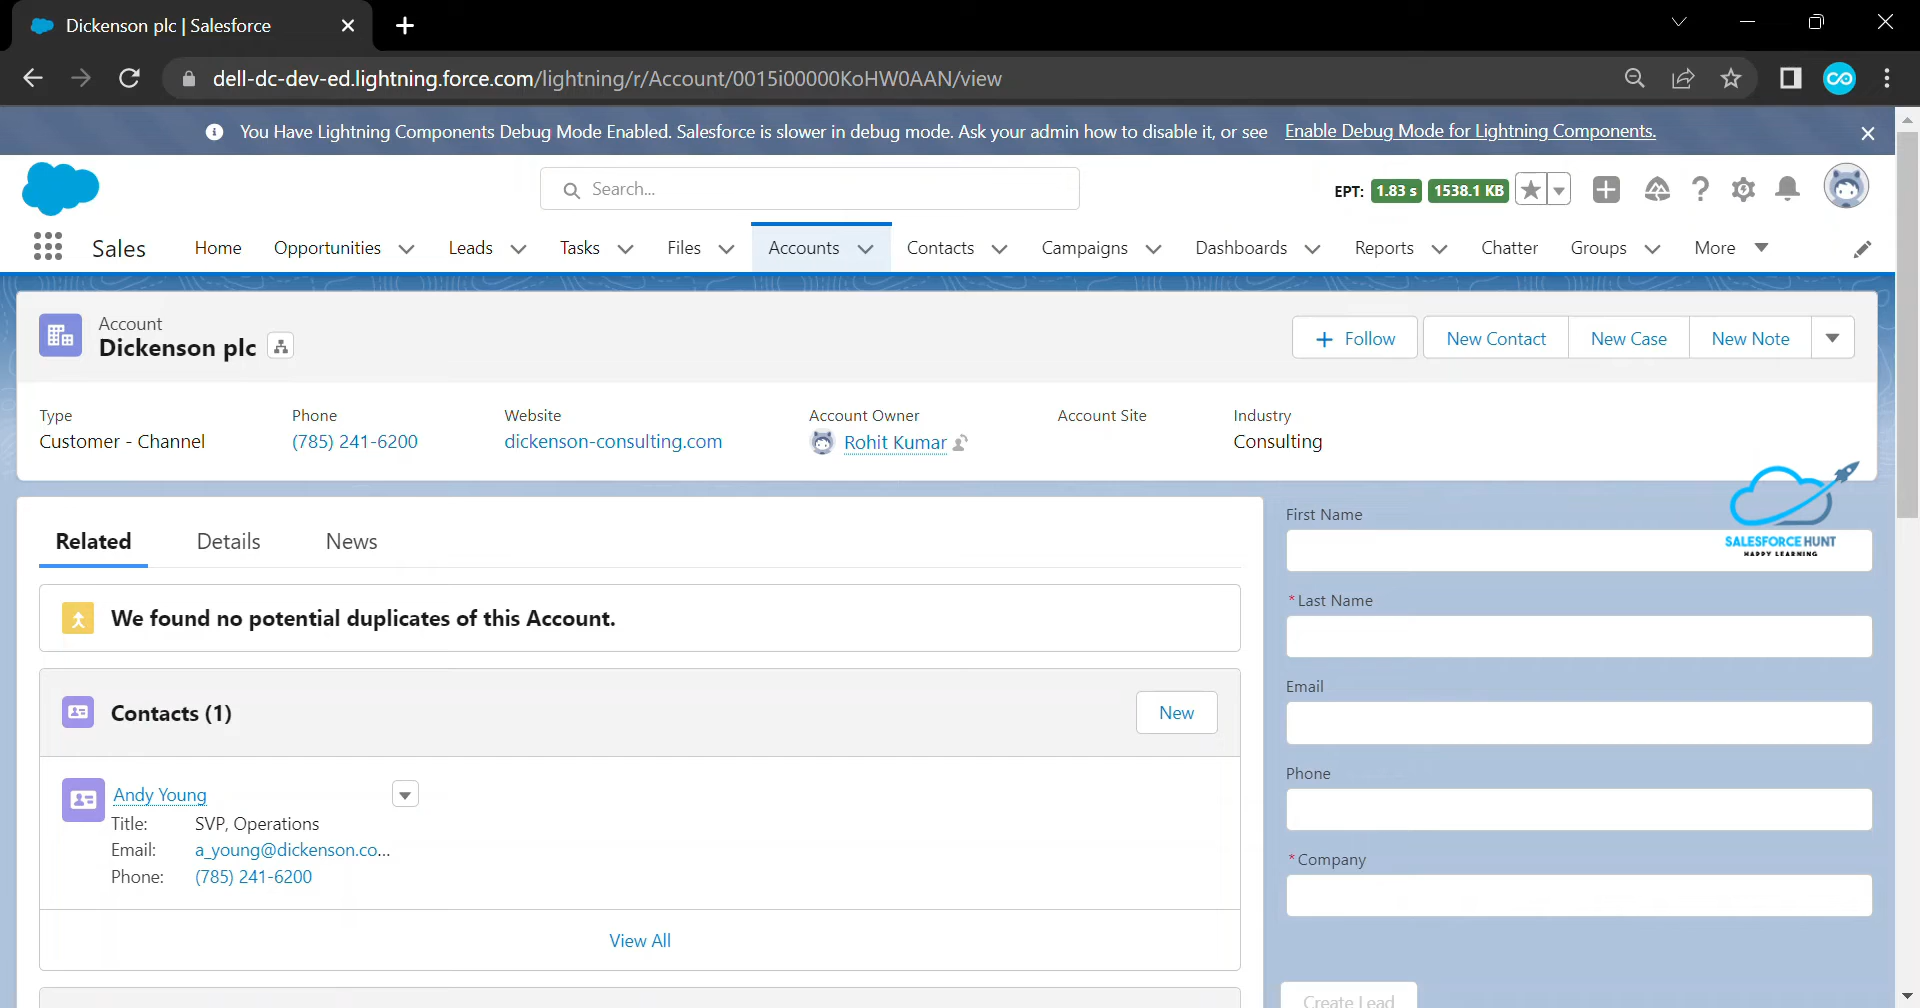 Dickenson plc | Salesforce
dell-dc-dev-ed.lightning.force.com/lightning/r/Account/0015i00000KoHW0AAN/view
You Have Lightning Components Debug Mode Enabled. Salesforce is slower in debug mode. Ask your admin how to disable it, or see Enable Debug Mode for Lightning Components.
Search...
EPT: 1.83 s 1538.1 KB
Sales Home Opportunities Leads Tasks Files Accounts Contacts Campaigns Dashboards Reports Chatter Groups More
Account
Dickenson plc
Follow New Contact New Case New Note
Type Phone Website Account Owner Account Site Industry
Customer - Channel (785) 241-6200 dickenson-consulting.com Rohit Kumar Consulting
Related Details News
We found no potential duplicates of this Account.
Contacts (1)
New
Andy Young
Title: SVP, Operations
Email: a_young@dickenson.co...
Phone: (785) 241-6200
View All
First Name
SALESFORCE HUNT
HAPPY LEARNING
*Last Name
Email
Phone
*Company
Create Lead